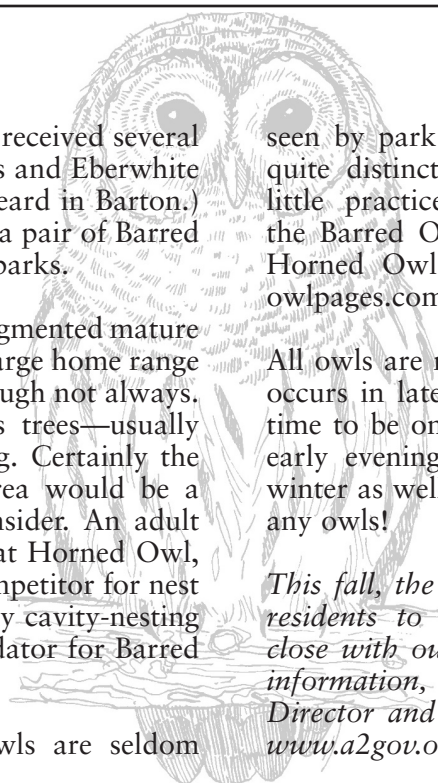 received several
s and Eberwhite
eard in Barton.)
a pair of Barred
parks.
gmented mature
arge home range
ugh not always.
s trees—usually
g. Certainly the
rea would be a
nsider. An adult
at Horned Owl,
mpetitor for nest
y cavity-nesting
dator for Barred
wls are seldom
seen by park
quite distinct
little practice
the Barred O
Horned Owl
owlpages.com
All owls are
occurs in late
time to be on
early evening
winter as well
any owls!
This fall, the
residents to
close with ou
information,
Director and
www.a2gov.o